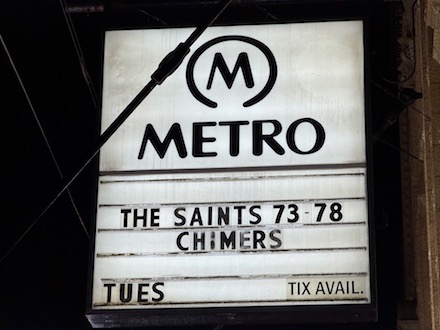 M
METRO
THE SAINTS 73-78
CHIMERS
TUES TIX AVAIL.